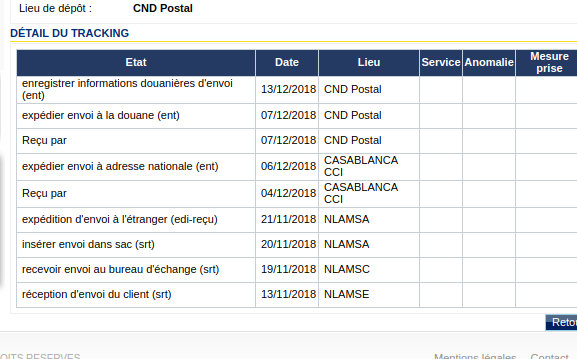 Lieu de dépôt : CND Postal
DÉTAIL DU TRACKING
Etat Date Lieu Service Anomalie Mesure prise
enregistrer informations douanières d'envoi (ent) 13/12/2018 CND Postal
expédier envoi à la douane (ent) 07/12/2018 CND Postal
Reçu par 07/12/2018 CND Postal
expédier envoi à adresse nationale (ent) 06/12/2018 CASABLANCA CCI
Reçu par 04/12/2018 CASABLANCA CCI
expédition d'envoi à l'étranger (edi-reçu) 21/11/2018 NLAMSA
insérer envoi dans sac (srt) 20/11/2018 NLAMSA
recevoir envoi au bureau d'échange (srt) 19/11/2018 NLAMSC
réception d'envoi du client (srt) 13/11/2018 NLAMSE
Retou
OITS RESERVES Mentions légales Contact